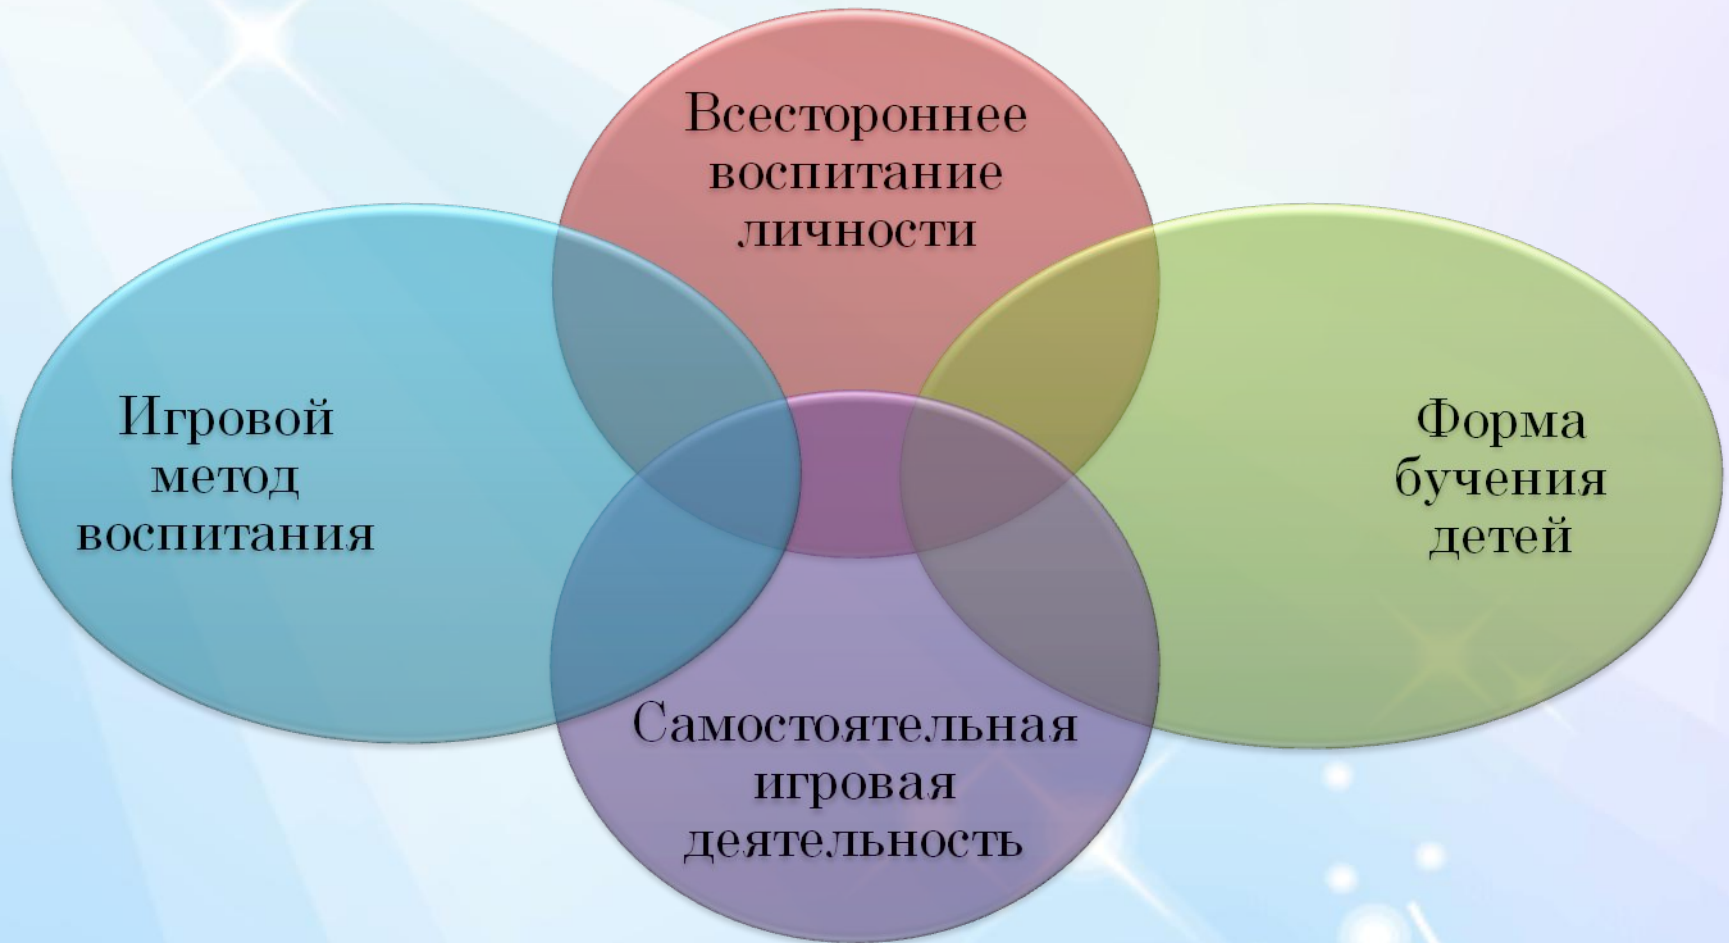 Всестороннее
воспитание
личности
Игровой
метод
воспитания
Форма
бучения
детей
Самостоятельная
игровая
деятельность